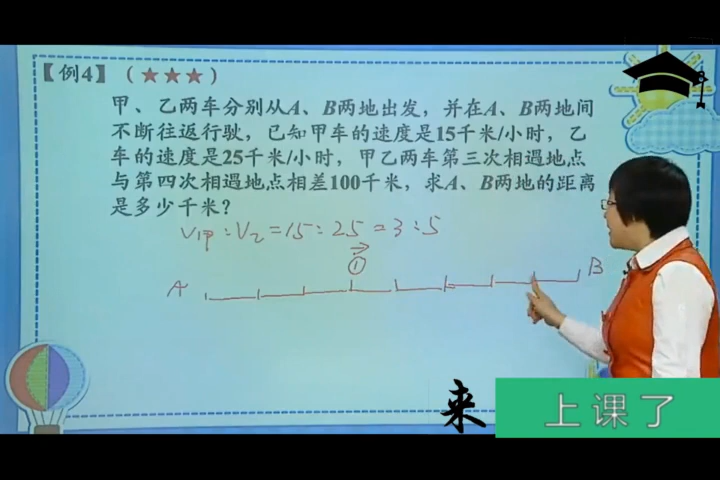 【例4】(★★★)
甲、乙两车分别从A、B两地出发，并在A、B两地间
不断往返行驶，已知甲车的速度是15千米/小时，乙
车的速度是25千米/小时，甲乙两车第三次相遇地点
与第四次相遇地点相差100千米，求A、B两地的距离
是多少千米？
V甲:V乙=15:25=3:5
①
A
B
来
上课了